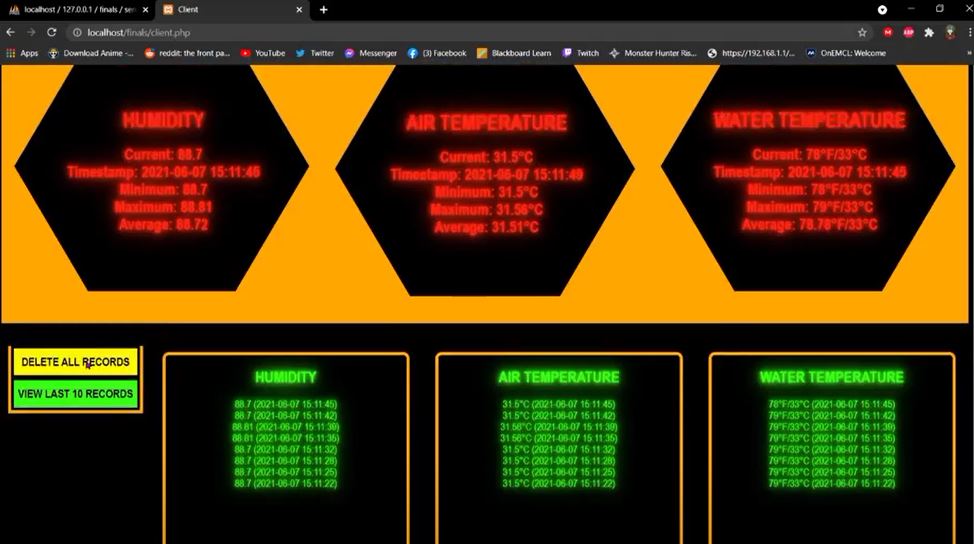 localhost / 127.0.0.1 / finals / sen
Client
localhost/finals/client.php
Apps
Download Anime -...
reddit: the front pa...
YouTube
Twitter
Messenger
(3) Facebook
Blackboard Learn
Twitch
Monster Hunter Ris...
https://192.168.1.1/...
OnEMCL: Welcome
HUMIDITY
Current: 88.7
Timestamp: 2021-06-07 15:11:45
Minimum: 88.7
Maximum: 88.81
Average: 88.72
AIR TEMPERATURE
Current: 31.5°C
Timestamp: 2021-06-07 15:11:45
Minimum: 31.5°C
Maximum: 31.56°C
Average: 31.51°C
WATER TEMPERATURE
Current: 78°F/33°C
Timestamp: 2021-06-07 15:11:45
Minimum: 78°F/33°C
Maximum: 79°F/33°C
Average: 78.78°F/33°C
DELETE ALL RECORDS
VIEW LAST 10 RECORDS
HUMIDITY
88.7 (2021-06-07 15:11:45)
88.7 (2021-06-07 15:11:42)
88.81 (2021-06-07 15:11:39)
88.81 (2021-06-07 15:11:35)
88.7 (2021-06-07 15:11:32)
88.7 (2021-06-07 15:11:28)
88.7 (2021-06-07 15:11:25)
88.7 (2021-06-07 15:11:22)
AIR TEMPERATURE
31.5°C (2021-06-07 15:11:45)
31.5°C (2021-06-07 15:11:42)
31.56°C (2021-06-07 15:11:39)
31.56°C (2021-06-07 15:11:35)
31.5°C (2021-06-07 15:11:32)
31.5°C (2021-06-07 15:11:28)
31.5°C (2021-06-07 15:11:25)
31.5°C (2021-06-07 15:11:22)
WATER TEMPERATURE
78°F/33°C (2021-06-07 15:11:45)
79°F/33°C (2021-06-07 15:11:42)
79°F/33°C (2021-06-07 15:11:39)
79°F/33°C (2021-06-07 15:11:35)
79°F/33°C (2021-06-07 15:11:32)
79°F/33°C (2021-06-07 15:11:28)
79°F/33°C (2021-06-07 15:11:25)
79°F/33°C (2021-06-07 15:11:22)